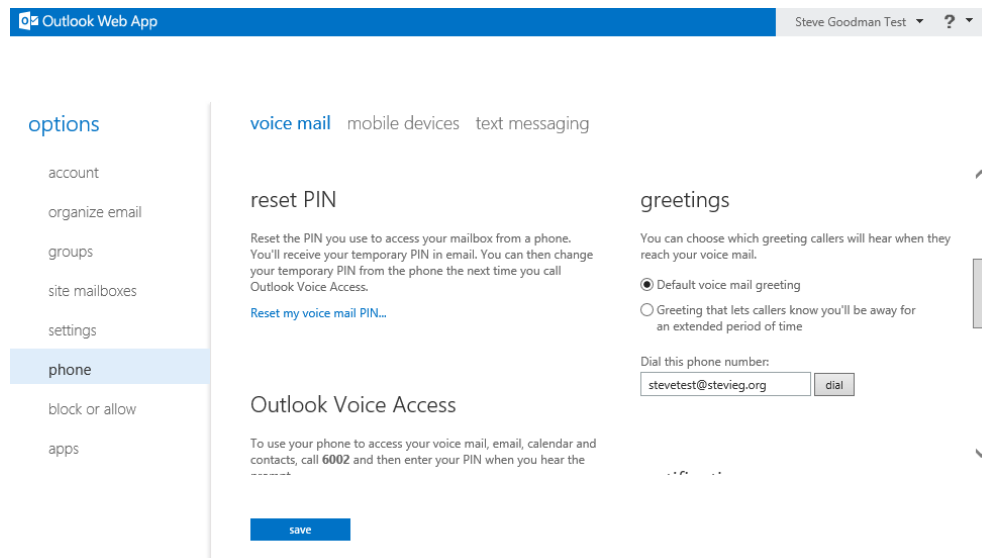 Outlook Web App
Steve Goodman Test
?
options
account
organize email
groups
site mailboxes
settings
phone
block or allow
apps
voice mail mobile devices text messaging
reset PIN
Reset the PIN you use to access your mailbox from a phone.
You'll receive your temporary PIN in email. You can then change
your temporary PIN from the phone the next time you call
Outlook Voice Access.
Reset my voice mail PIN...
Outlook Voice Access
To use your phone to access your voice mail, email, calendar and
contacts, call 6002 and then enter your PIN when you hear the
greetings
You can choose which greeting callers will hear when they
reach your voice mail.
Default voice mail greeting
Greeting that lets callers know you'll be away for
an extended period of time
Dial this phone number:
stevetest@stevieg.org
dial
save